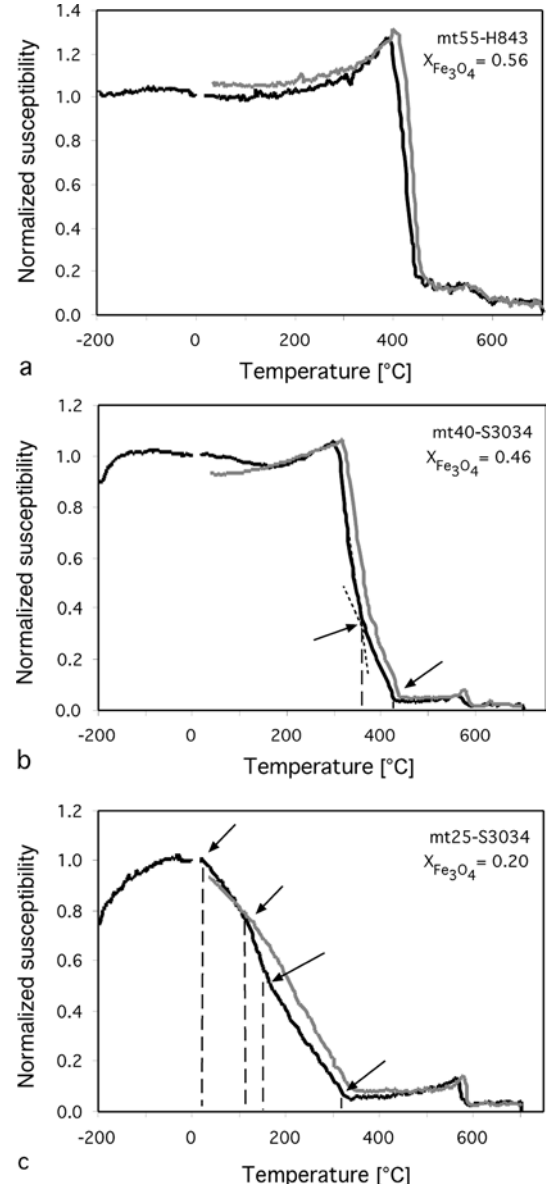 1.4
mt55-H843
X_Fe₃O₄ = 0.56
1.2
1.0
0.8
0.6
0.4
0.2
0.0
Normalized susceptibility
-200 0 200 400 600
Temperature [°C]
a
1.2
mt40-S3034
X_Fe₃O₄ = 0.46
1.0
0.8
0.6
0.4
0.2
0.0
Normalized susceptibility
-200 0 200 400 600
Temperature [°C]
b
1.2
mt25-S3034
X_Fe₃O₄ = 0.20
1.0
0.8
0.6
0.4
0.2
0.0
Normalized susceptibility
-200 0 200 400 600
Temperature [°C]
c